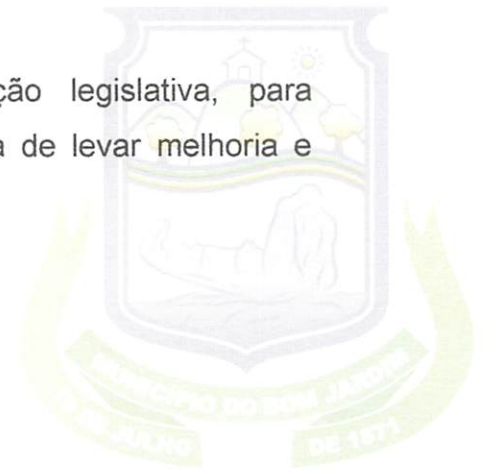 ção legislativa, para
a de levar melhoria e
MUNICÍPIO DO BOM JARDIM
DE JULHO DE 1871